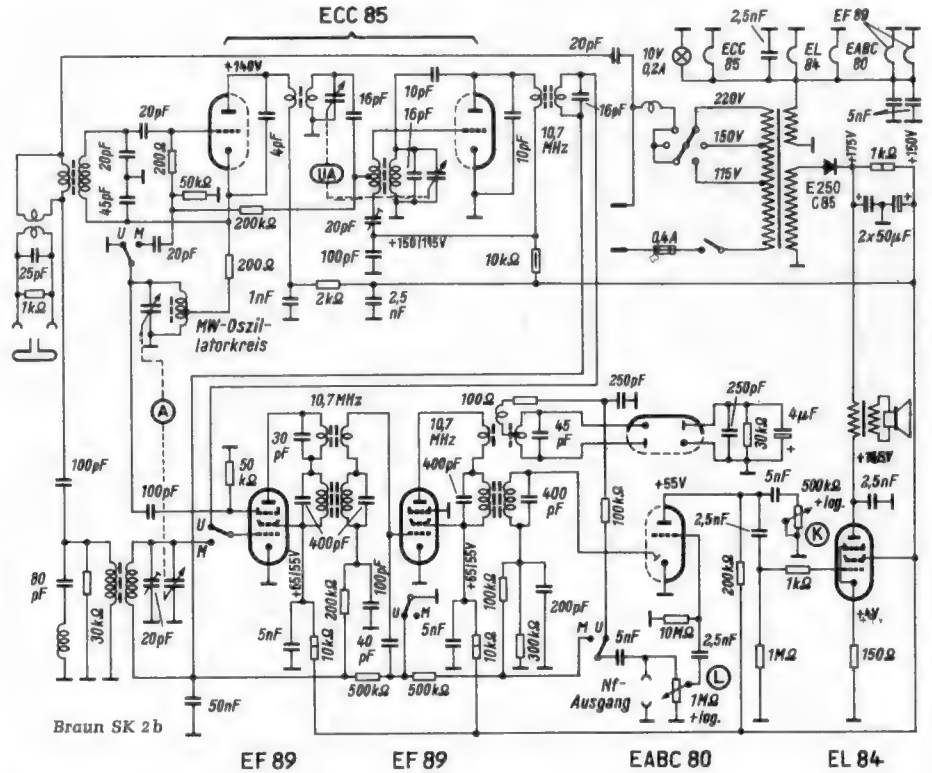 ECC 85
20pF
10V
0,2A
ECC
85
2,5nF
EL
84
EABC
80
EF 89
5nF
+140V
4pF
16pF
10pF
16pF
10pF
10,7
MHz
16pF
220V
150V
115V
0,4A
E250
C85
+175V
1kΩ
+150V
2x50µF
20pF
20pF
45pF
200Ω
50kΩ
200kΩ
UA
20pF
100pF
+150/145V
10kΩ
U M
20pF
200Ω
1nF
2kΩ
2,5
nF
25pF
1kΩ
MW-Oszil-
latorkreis
A
100pF
100pF
50
kΩ
U
M
10,7MHz
30
pF
400pF
+65/55V
10,7
MHz
100Ω
45
pF
250pF
250pF
30kΩ
4µF
+
400pF
400
pF
+65/55V
100kΩ
+55V
5nF
500kΩ
+log.
K
2,5nF
2,5nF
1kΩ
+4V
80
pF
30kΩ
20pF
5nF
10kΩ
200kΩ
100pF
40
pF
U M
5nF
10kΩ
100kΩ
300kΩ
200pF
M U
5nF
10MΩ
2,5nF
L
200kΩ
1MΩ
150Ω
50nF
500kΩ
500kΩ
Nf-
Ausgang
1MΩ
+log.
Braun SK 2b
EF 89
EF 89
EABC 80
EL 84